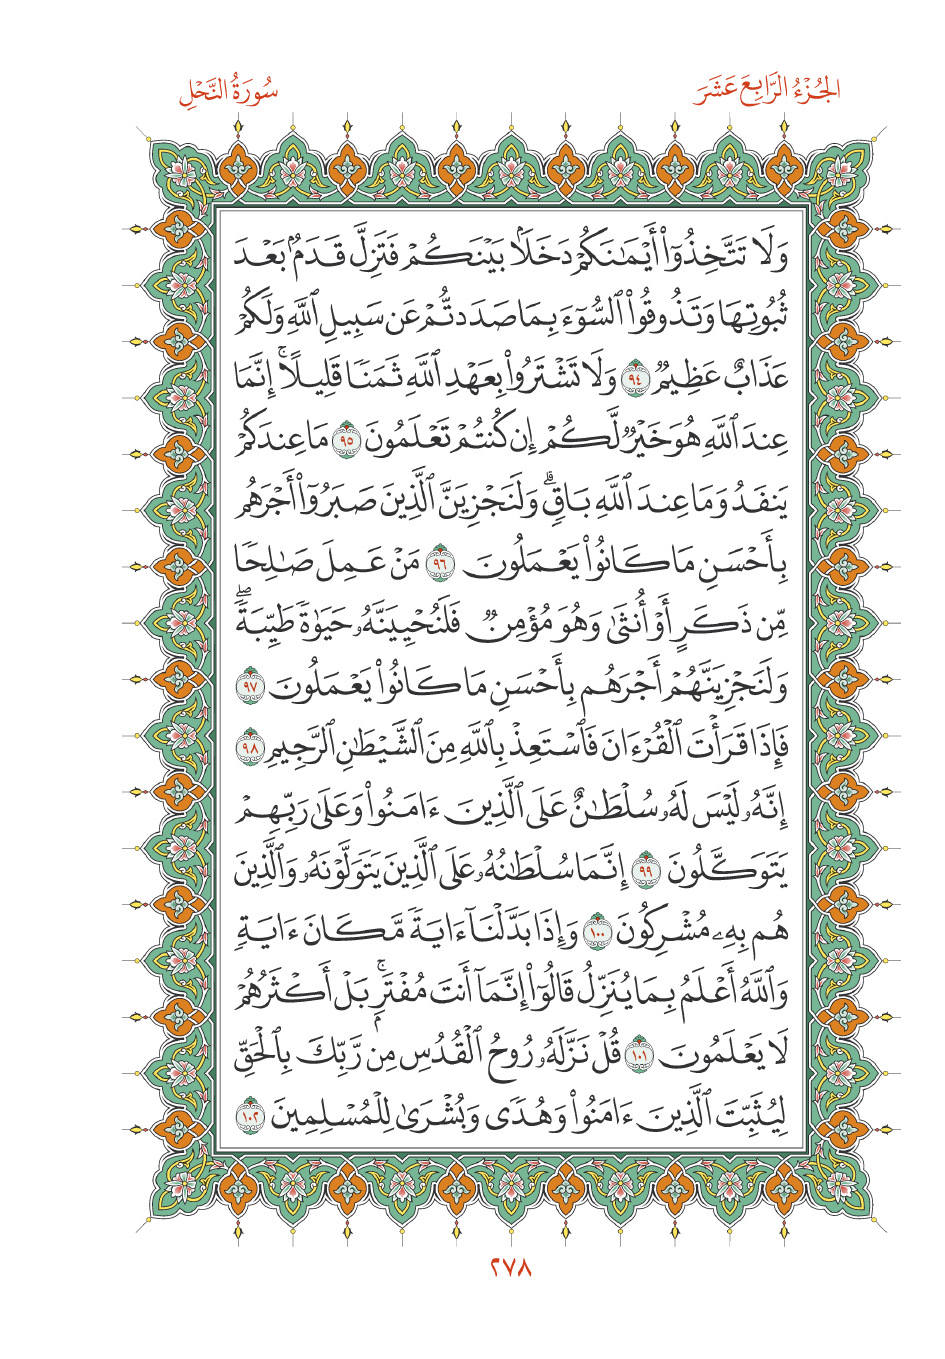 الجُزْءُ الرَّابِعَ عَشَرَ
سُورَةُ النَّحْلِ
وَلَا تَتَّخِذُوٓا۟ أَيْمَٰنَكُمْ دَخَلًۢا بَيْنَكُمْ فَتَزِلَّ قَدَمٌۢ بَعْدَ
ثُبُوتِهَا وَتَذُوقُوا۟ ٱلسُّوٓءَ بِمَا صَدَدتُّمْ عَن سَبِيلِ ٱللَّهِ وَلَكُمْ
عَذَابٌ عَظِيمٌ ٩٤ وَلَا تَشْتَرُوا۟ بِعَهْدِ ٱللَّهِ ثَمَنًا قَلِيلًا ۚ إِنَّمَا
عِندَ ٱللَّهِ هُوَ خَيْرٌ لَّكُمْ إِن كُنتُمْ تَعْلَمُونَ ٩٥ مَا عِندَكُمْ
يَنفَدُ وَمَا عِندَ ٱللَّهِ بَاقٍ ۗ وَلَنَجْزِيَنَّ ٱلَّذِينَ صَبَرُوٓا۟ أَجْرَهُم
بِأَحْسَنِ مَا كَانُوا۟ يَعْمَلُونَ ٩٦ مَنْ عَمِلَ صَٰلِحًا
مِّن ذَكَرٍ أَوْ أُنثَىٰ وَهُوَ مُؤْمِنٌ فَلَنُحْيِيَنَّهُۥ حَيَوٰةً طَيِّبَةً ۖ
وَلَنَجْزِيَنَّهُمْ أَجْرَهُم بِأَحْسَنِ مَا كَانُوا۟ يَعْمَلُونَ ٩٧
فَإِذَا قَرَأْتَ ٱلْقُرْءَانَ فَٱسْتَعِذْ بِٱللَّهِ مِنَ ٱلشَّيْطَٰنِ ٱلرَّجِيمِ ٩٨
إِنَّهُۥ لَيْسَ لَهُۥ سُلْطَٰنٌ عَلَى ٱلَّذِينَ ءَامَنُوا۟ وَعَلَىٰ رَبِّهِمْ
يَتَوَكَّلُونَ ٩٩ إِنَّمَا سُلْطَٰنُهُۥ عَلَى ٱلَّذِينَ يَتَوَلَّوْنَهُۥ وَٱلَّذِينَ
هُم بِهِۦ مُشْرِكُونَ ١٠٠ وَإِذَا بَدَّلْنَآ ءَايَةً مَّكَانَ ءَايَةٍ
وَٱللَّهُ أَعْلَمُ بِمَا يُنَزِّلُ قَالُوٓا۟ إِنَّمَآ أَنتَ مُفْتَرٍۭ ۚ بَلْ أَكْثَرُهُمْ
لَا يَعْلَمُونَ ١٠١ قُلْ نَزَّلَهُۥ رُوحُ ٱلْقُدُسِ مِن رَّبِّكَ بِٱلْحَقِّ
لِيُثَبِّتَ ٱلَّذِينَ ءَامَنُوا۟ وَهُدًى وَبُشْرَىٰ لِلْمُسْلِمِينَ ١٠٢
٢٧٨